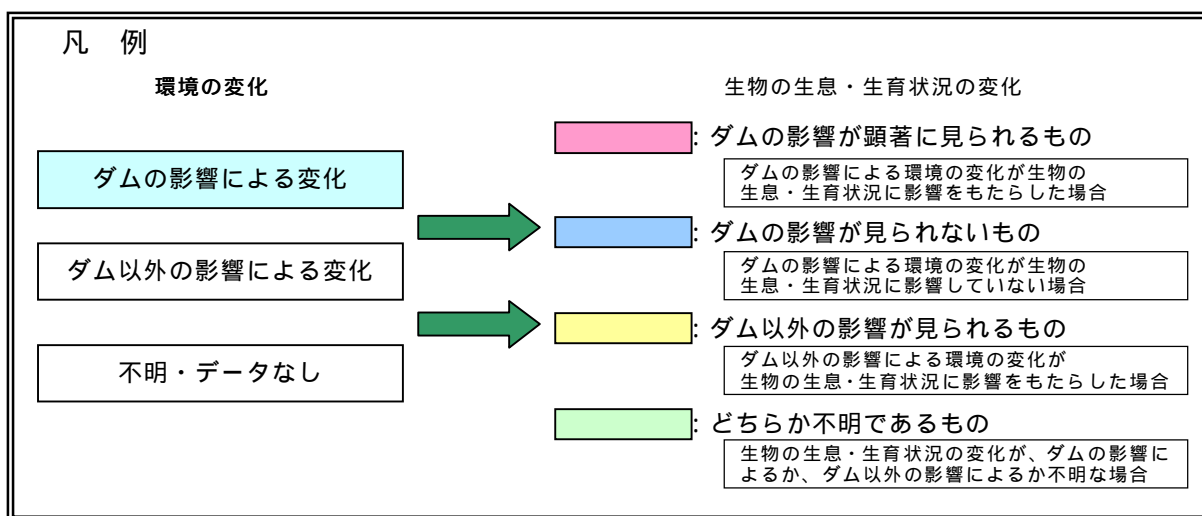 凡 例
環境の変化
ダムの影響による変化
ダム以外の影響による変化
不明・データなし
生物の生息・生育状況の変化
: ダムの影響が顕著に見られるもの
ダムの影響による環境の変化が生物の
生息・生育状況に影響をもたらした場合
: ダムの影響が見られないもの
ダムの影響による環境の変化が生物の
生息・生育状況に影響していない場合
: ダム以外の影響が見られるもの
ダム以外の影響による環境の変化が
生物の生息・生育状況に影響をもたらした場合
: どちらか不明であるもの
生物の生息・生育状況の変化が、ダムの影響に
よるか、ダム以外の影響によるか不明な場合